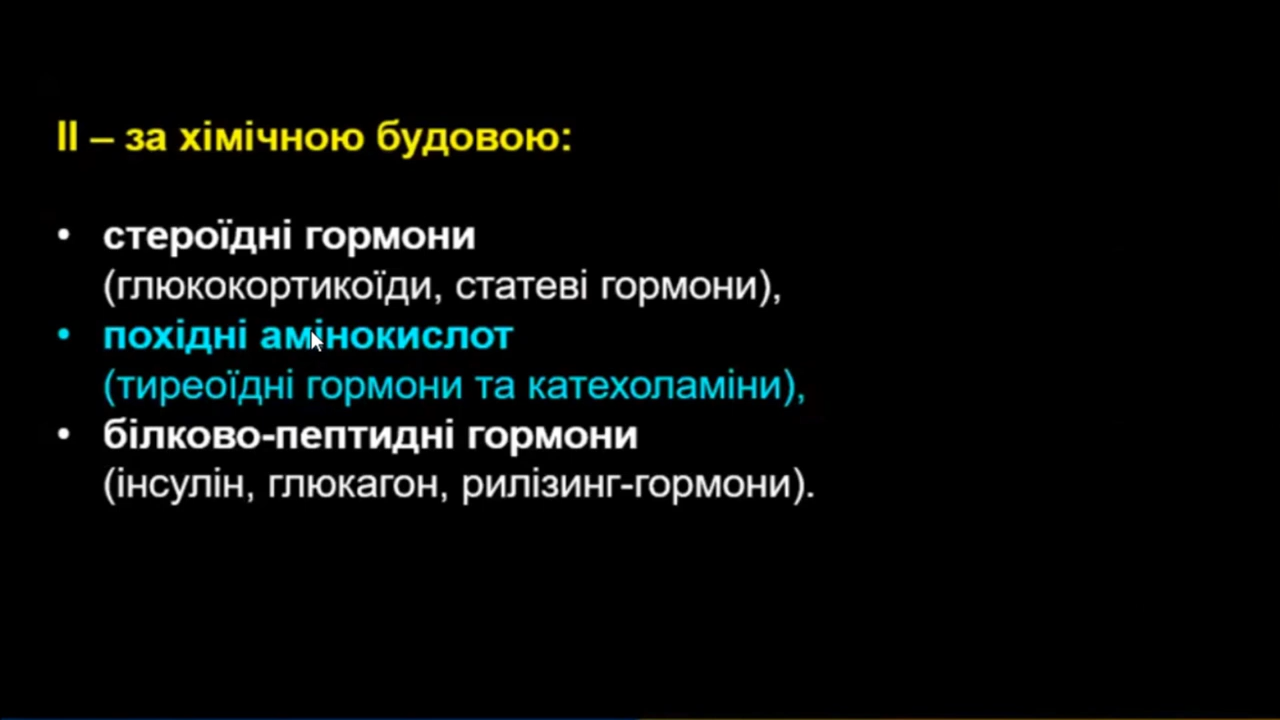 II – за хімічною будовою:
• стероїдні гормони
(глюкокортикоїди, статеві гормони),
• похідні амінокислот
(тиреоїдні гормони та катехоламіни),
• білково-пептидні гормони
(інсулін, глюкагон, рилізинг-гормони).